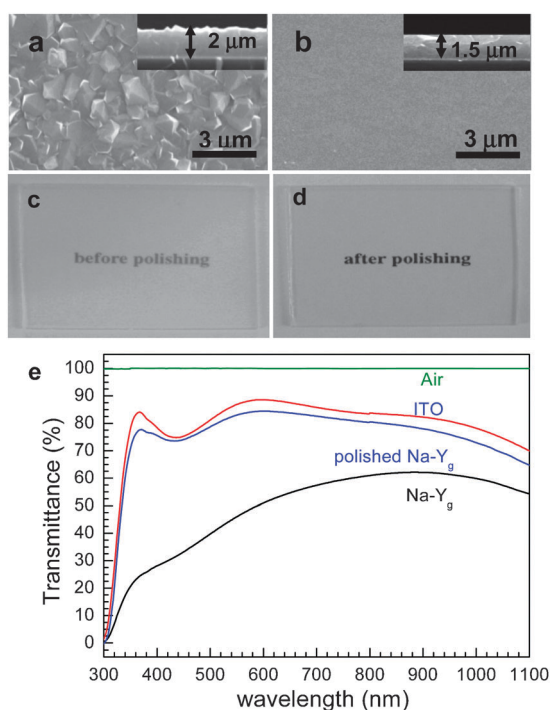 a
2 μm
3 μm
b
1.5 μm
3 μm
c
before polishing
d
after polishing
e
Transmittance (%)
100
90
80
70
60
50
40
30
20
10
0
Air
ITO
polished Na-Yg
Na-Yg
300 400 500 600 700 800 900 1000 1100
wavelength (nm)